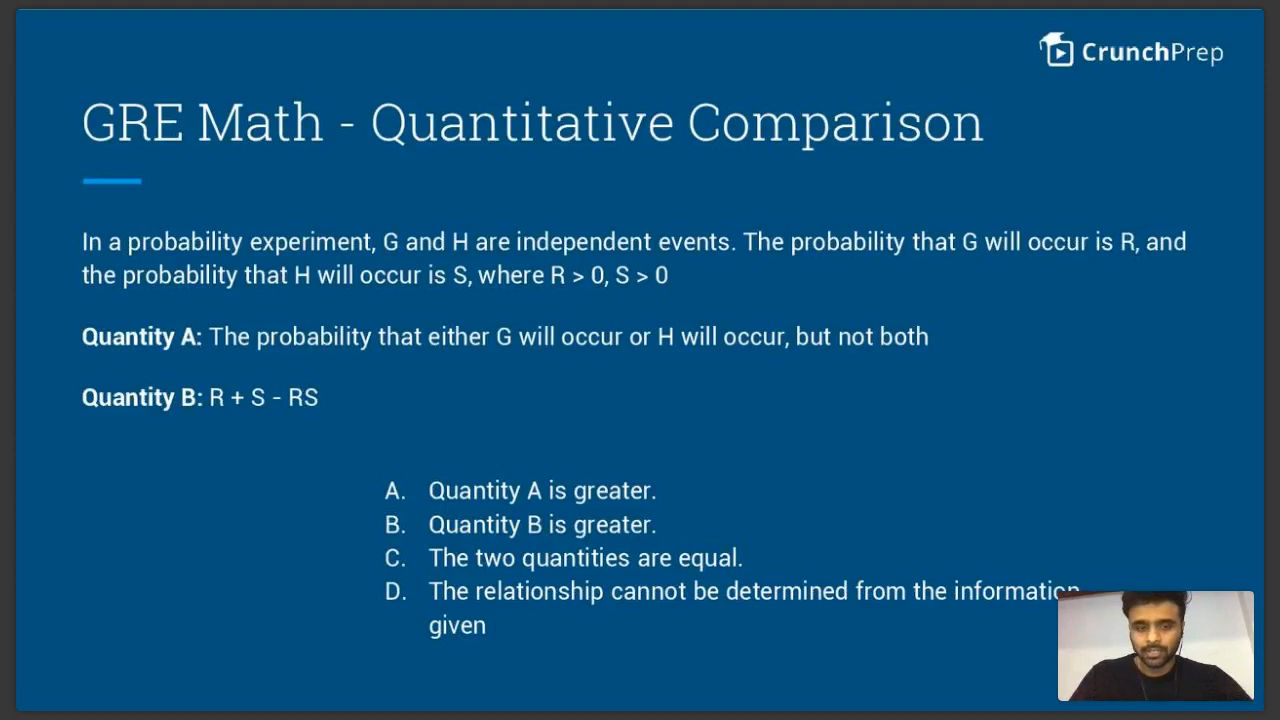 CrunchPrep
GRE Math - Quantitative Comparison
In a probability experiment, G and H are independent events. The probability that G will occur is R, and
the probability that H will occur is S, where R > 0, S > 0
Quantity A: The probability that either G will occur or H will occur, but not both
Quantity B: R + S - RS
A. Quantity A is greater.
B. Quantity B is greater.
C. The two quantities are equal.
D. The relationship cannot be determined from the information
given